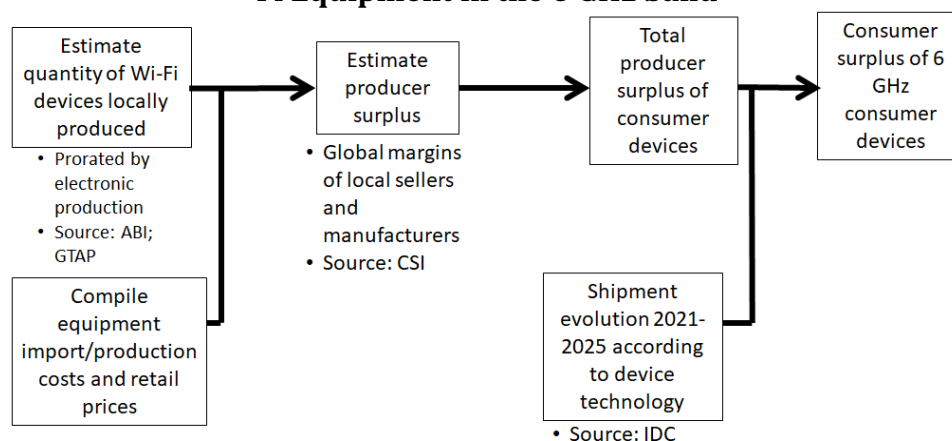 Estimate
quantity of Wi-Fi
devices locally
produced
• Prorated by
electronic
production
• Source: ABI;
GTAP
Compile
equipment
import/production
costs and retail
prices
Estimate
producer
surplus
• Global margins
of local sellers
and
manufacturers
• Source: CSI
Total
producer
surplus of
consumer
devices
Shipment
evolution 2021-
2025 according
to device
technology
• Source: IDC
Consumer
surplus of 6
GHz
consumer
devices